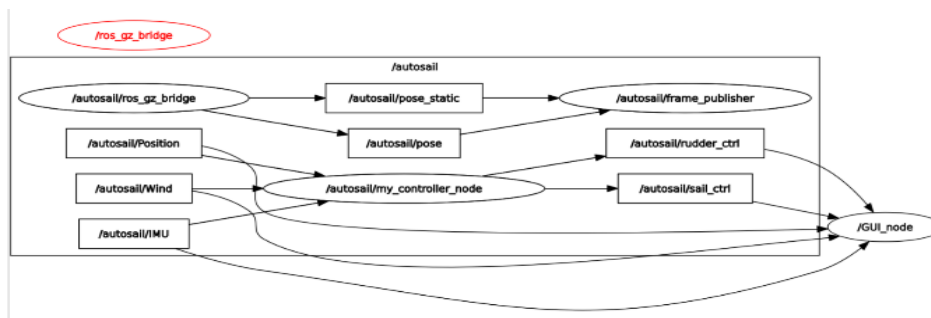 /ros_gz_bridge
/autosail
/autosail/ros_gz_bridge
/autosail/pose_static
/autosail/frame_publisher
/autosail/Position
/autosail/pose
/autosail/rudder_ctrl
/autosail/Wind
/autosail/my_controller_node
/autosail/sail_ctrl
/autosail/IMU
/GUI_node